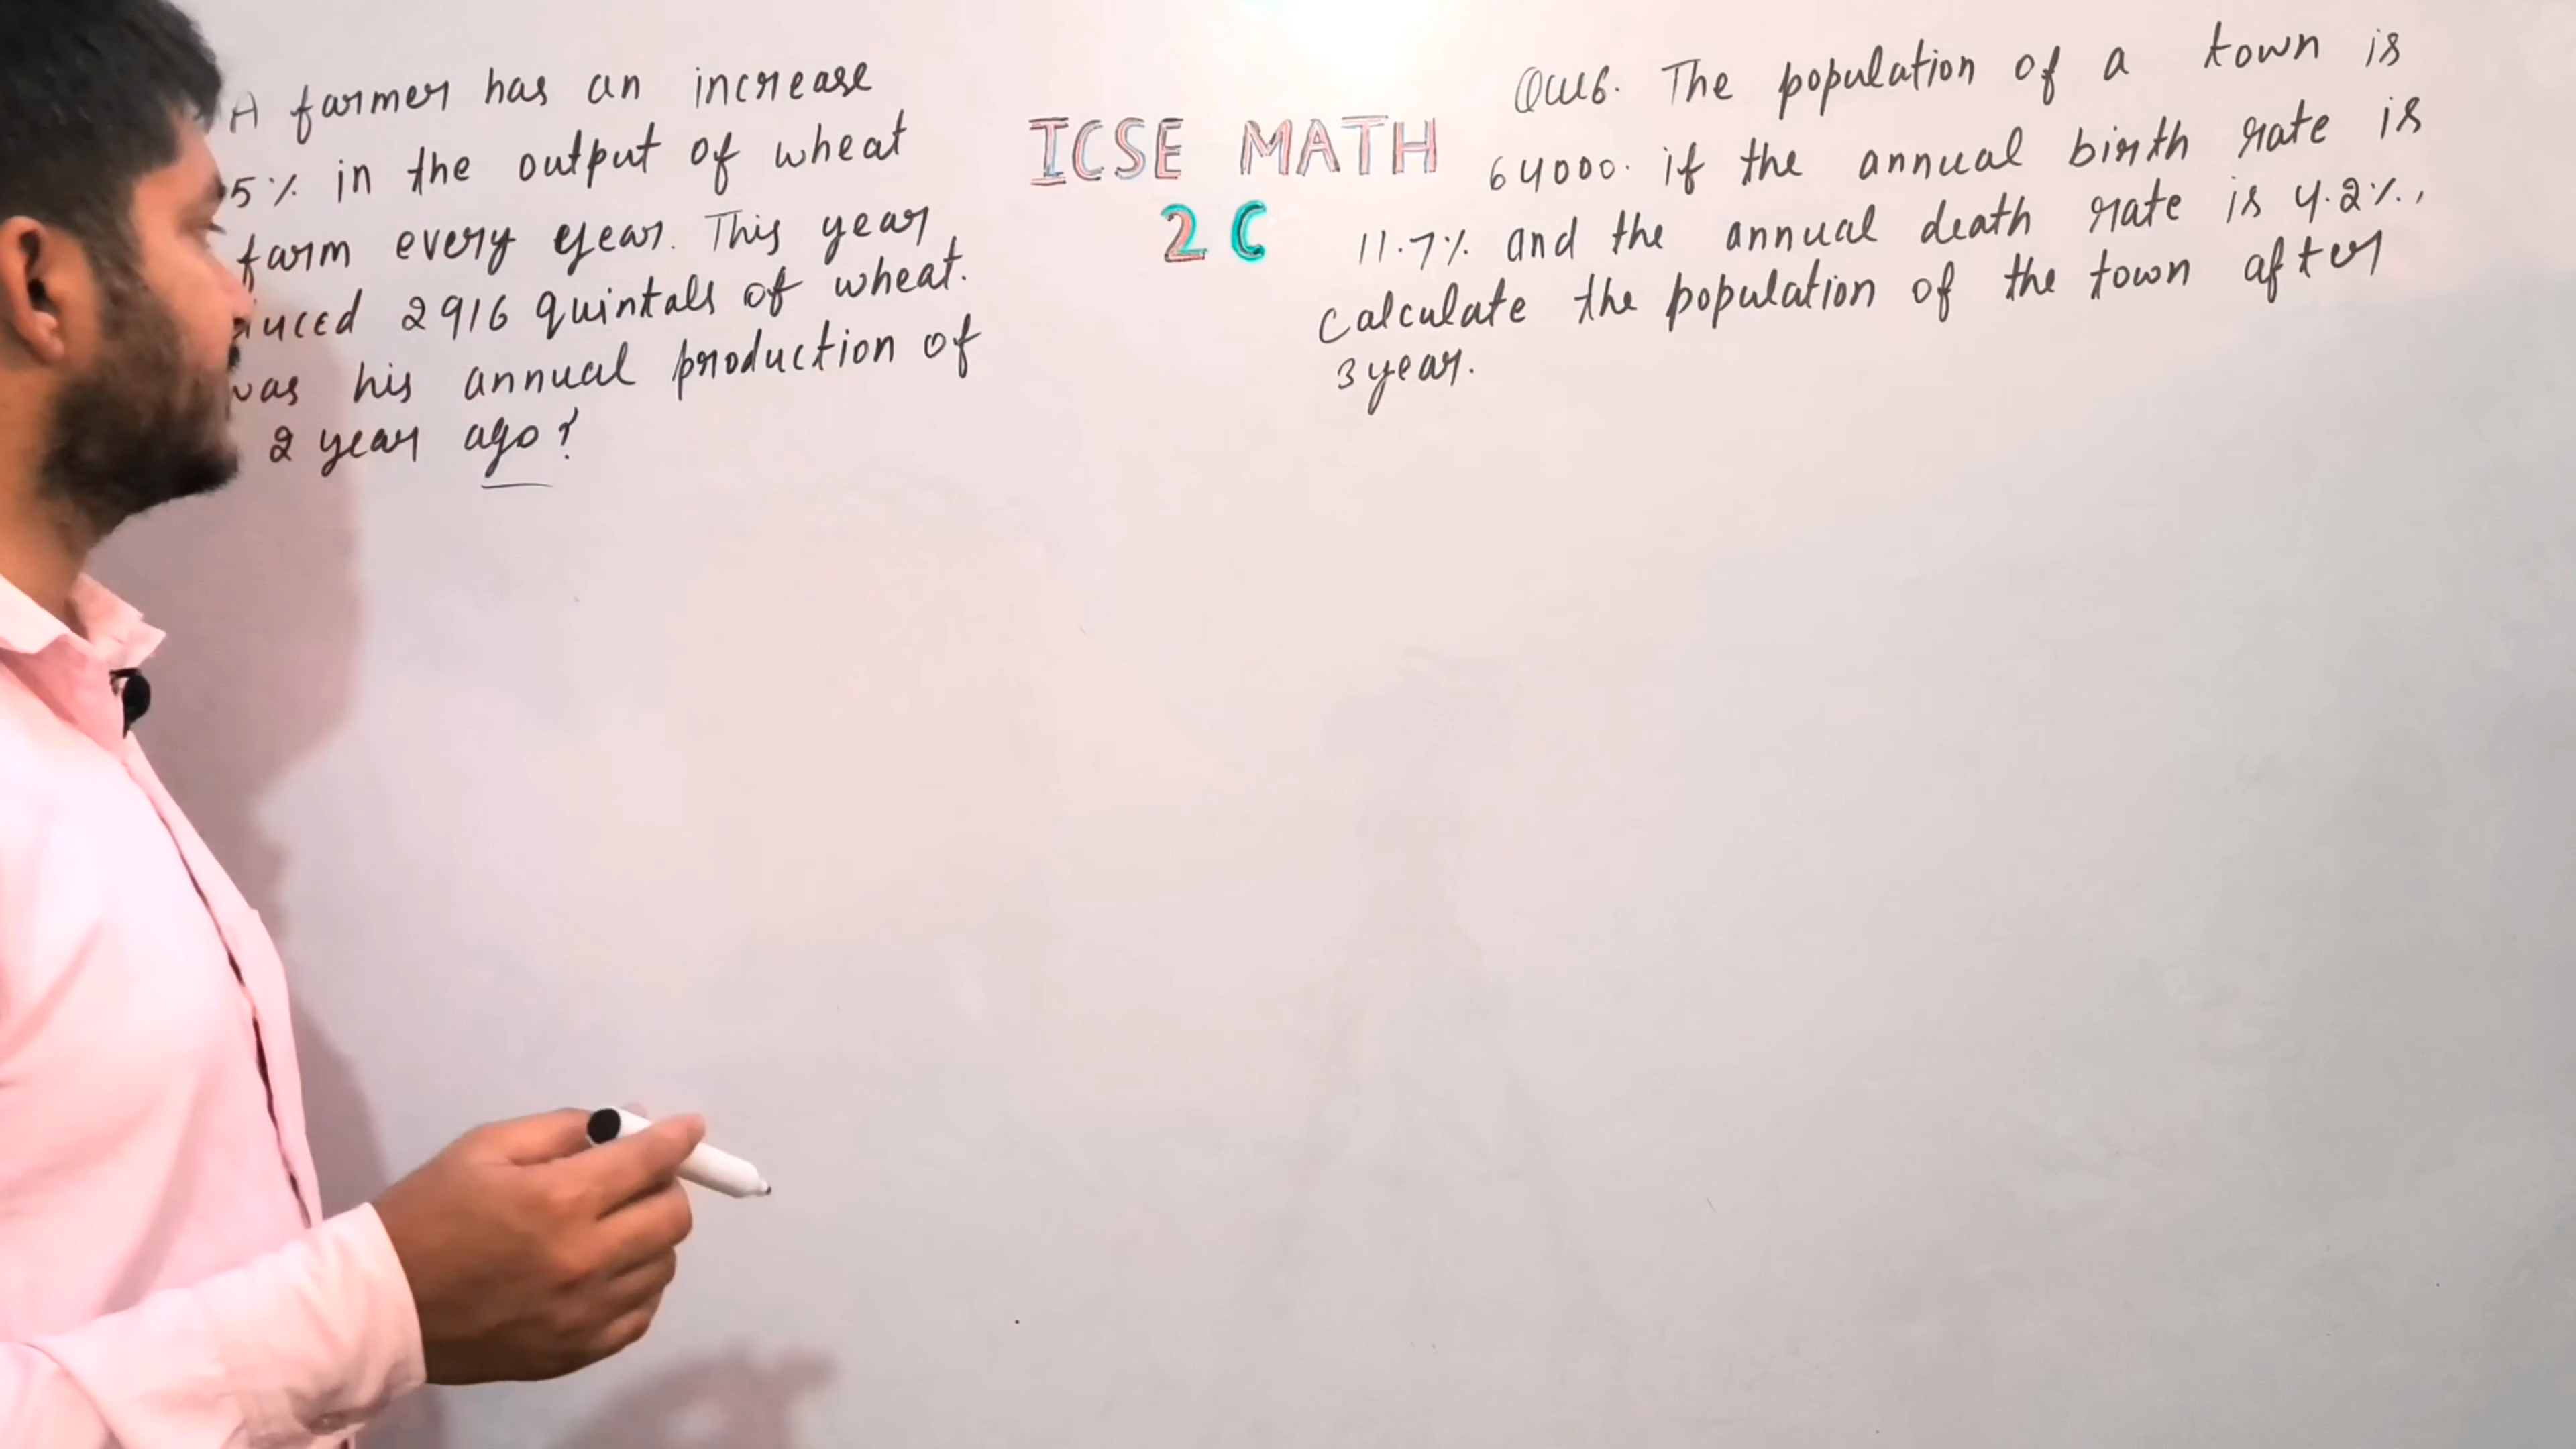 A farmer has an increase
5% in the output of wheat
farm every year. This year
duced 2916 quintals of wheat.
was his annual production of
2 year ago?
ICSE MATH
2C
Que6. The population of a town is
64000. if the annual birth rate is
11.7% and the annual death rate is 4.2%,
calculate the population of the town after
3 year.